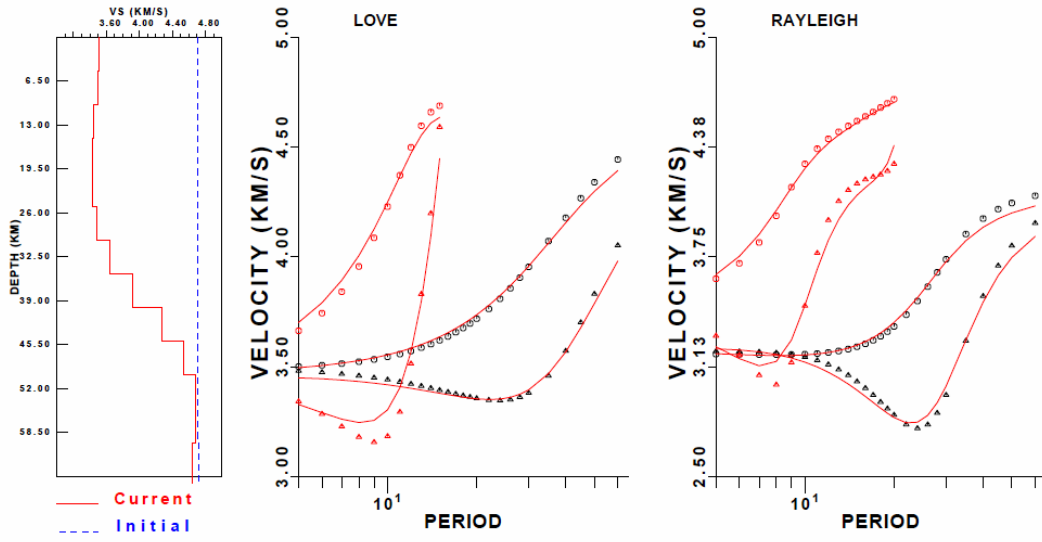 VS (KM/S)
3.60 4.00 4.40 4.80
DEPTH (KM)
6.50
13.00
19.50
26.00
32.50
39.00
45.50
52.00
58.50
Current
Initial
LOVE
VELOCITY (KM/S)
5.00
4.50
4.00
3.50
3.00
10¹
PERIOD
RAYLEIGH
VELOCITY (KM/S)
5.00
4.38
3.75
3.13
2.50
10¹
PERIOD